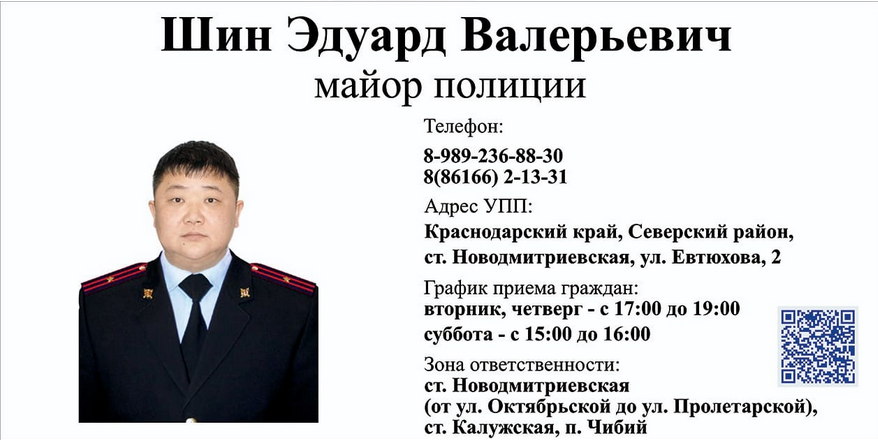 Шин Эдуард Валерьевич
майор полиции
Телефон:
8-989-236-88-30
8(86166) 2-13-31
Адрес УПП:
Краснодарский край, Северский район,
ст. Новодмитриевская, ул. Евтюхова, 2
График приема граждан:
вторник, четверг - с 17:00 до 19:00
суббота - с 15:00 до 16:00
Зона ответственности:
ст. Новодмитриевская
(от ул. Октябрьской до ул. Пролетарской),
ст. Калужская, п. Чибий